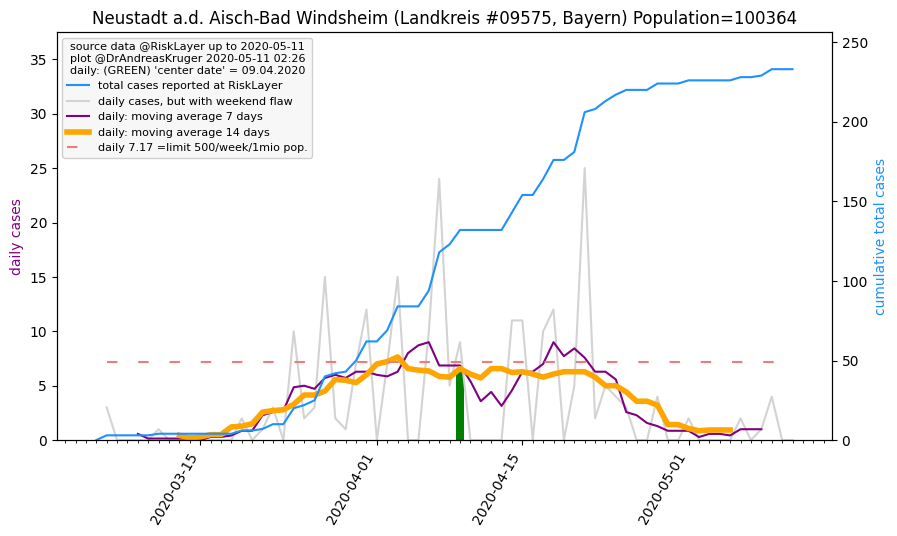 Neustadt a.d. Aisch-Bad Windsheim (Landkreis #09575, Bayern) Population=100364
source data @RiskLayer up to 2020-05-11
plot @DrAndreasKruger 2020-05-11 02:26
daily: (GREEN) 'center date' = 09.04.2020
total cases reported at RiskLayer
daily cases, but with weekend flaw
daily: moving average 7 days
daily: moving average 14 days
daily 7.17 =limit 500/week/1mio pop.
daily cases
35
30
25
20
15
10
5
0
cumulative total cases
250
200
150
100
50
0
2020-03-15
2020-04-01
2020-04-15
2020-05-01